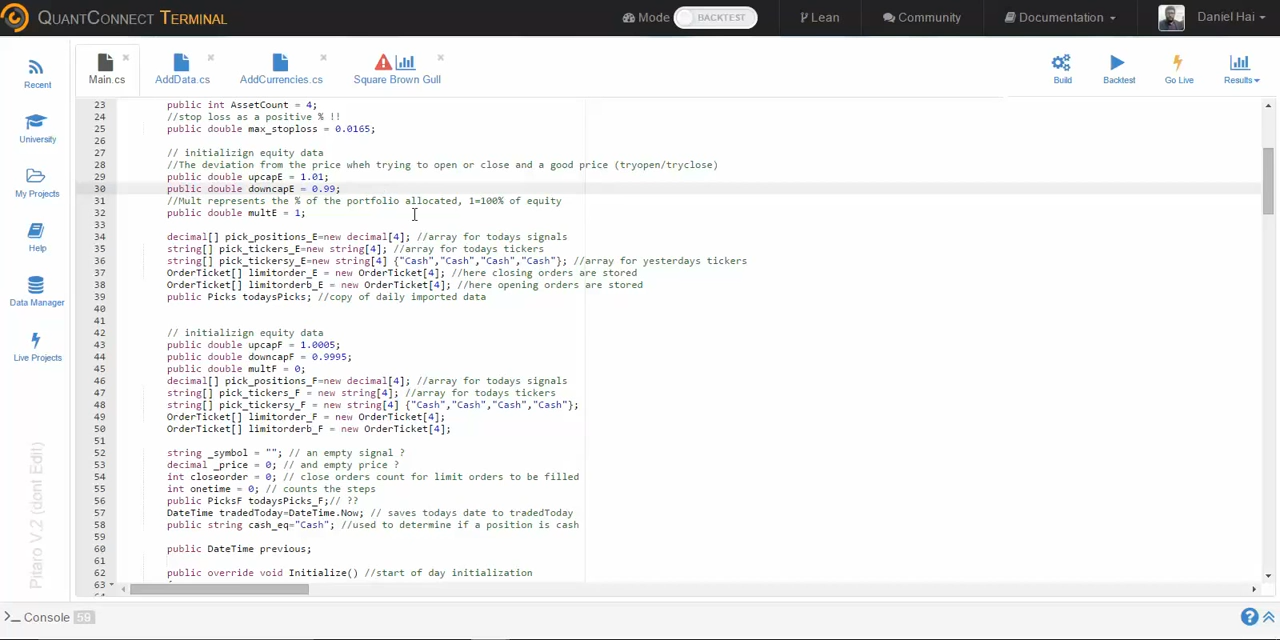 QUANTCONNECT TERMINAL
Mode BACKTEST Lean Community Documentation Daniel Hai
Main.cs AddData.cs AddCurrencies.cs Square Brown Gull
Build Backtest Go Live Results
Recent
University
My Projects
Help
Data Manager
Live Projects
Pitaro V.2 (dont Edit)
23 public int AssetCount = 4;
24 //stop loss as a positive % !!
25 public double max_stoploss = 0.0165;
26
27 // initializign equity data
28 //The deviation from the price wheh trying to open or close and a good price (tryopen/tryclose)
29 public double upcapE = 1.01;
30 public double downcapE = 0.99;
31 //Mult represents the % of the portfolio allocated, 1=100% of equity
32 public double multE = 1;
33
34 decimal[] pick_positions_E=new decimal[4]; //array for todays signals
35 string[] pick_tickers_E=new string[4]; //array for todays tickers
36 string[] pick_tickersy_E=new string[4] {"Cash","Cash","Cash","Cash"}; //array for yesterdays tickers
37 OrderTicket[] limitorder_E = new OrderTicket[4]; //here closing orders are stored
38 OrderTicket[] limitorderb_E = new OrderTicket[4]; //here opening orders are stored
39 public Picks todaysPicks; //copy of daily imported data
40
41
42 // initializign equity data
43 public double upcapF = 1.0005;
44 public double downcapF = 0.9995;
45 public double multF = 0;
46 decimal[] pick_positions_F=new decimal[4]; //array for todays signals
47 string[] pick_tickers_F = new string[4]; //array for todays tickers
48 string[] pick_tickersy_F = new string[4] {"Cash","Cash","Cash","Cash"};
49 OrderTicket[] limitorder_F = new OrderTicket[4];
50 OrderTicket[] limitorderb_F = new OrderTicket[4];
51
52 string _symbol = ""; // an empty signal ?
53 decimal _price = 0; // and empty price ?
54 int closeorder = 0; // close orders count for limit orders to be filled
55 int onetime = 0; // counts the steps
56 public PicksF todaysPicks_F;// ??
57 DateTime tradedToday=DateTime.Now; // saves todays date to tradedToday
58 public string cash_eq="Cash"; //used to determine if a position is cash
59
60 public DateTime previous;
61
62 public override void Initialize() //start of day initialization
63
Console 59